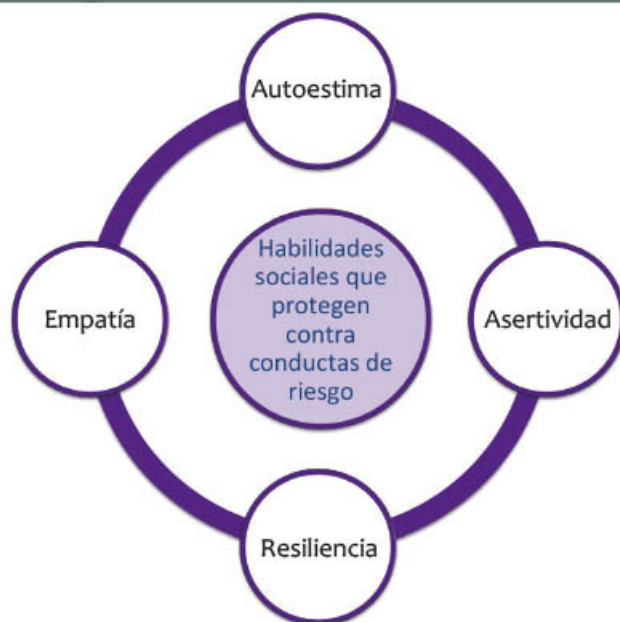 Autoestima
Habilidades
sociales que
protegen
contra
conductas de
riesgo
Empatía
Asertividad
Resiliencia